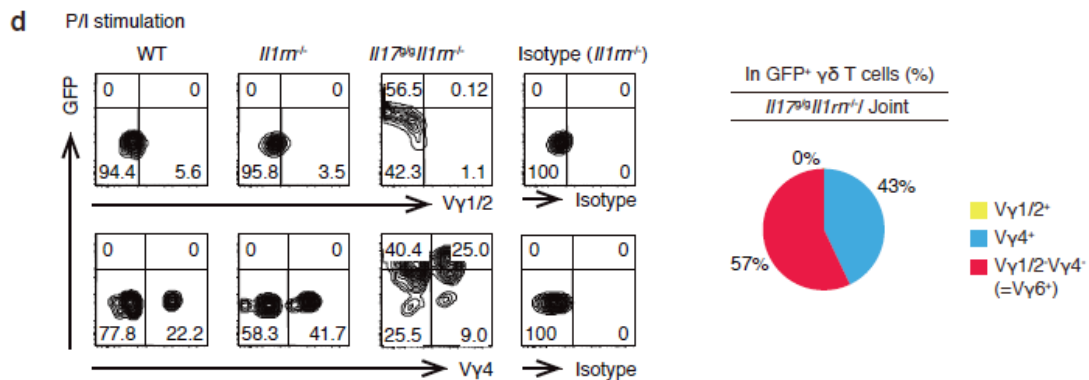 d
P/I stimulation
WT Il1rn-/- Il17g/gIl1rn-/- Isotype (Il1rn-/-)
GFP
0 0 0 0 56.5 0.12 0 0
94.4 5.6 95.8 3.5 42.3 1.1 100 0
Vγ1/2 Isotype
0 0 0 0 40.4 25.0 0 0
77.8 22.2 58.3 41.7 25.5 9.0 100 0
Vγ4 Isotype
In GFP+ γδ T cells (%)
Il17g/gIl1rn-/-/ Joint
0%
43%
57%
Vγ1/2+
Vγ4+
Vγ1/2-Vγ4-
(=Vγ6+)